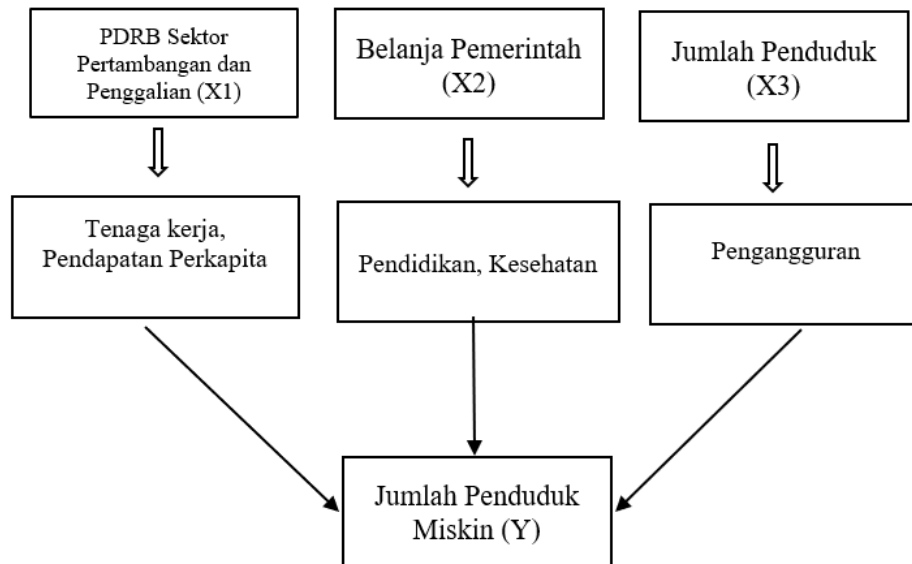 PDRB Sektor
Pertambangan dan
Penggalian (X1)
Belanja Pemerintah
(X2)
Jumlah Penduduk
(X3)
Tenaga kerja,
Pendapatan Perkapita
Pendidikan, Kesehatan
Pengangguran
Jumlah Penduduk
Miskin (Y)